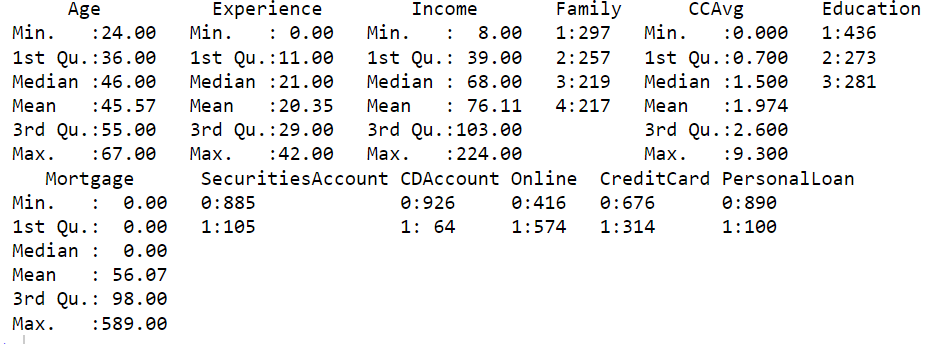 Age          Experience         Income         Family      CCAvg        Education
Min.   :24.00   Min.   : 0.00   Min.   :  8.00   1:297   Min.   :0.000   1:436
1st Qu.:36.00   1st Qu.:11.00   1st Qu.: 39.00   2:257   1st Qu.:0.700   2:273
Median :46.00   Median :21.00   Median : 68.00   3:219   Median :1.500   3:281
Mean   :45.57   Mean   :20.35   Mean   : 76.11   4:217   Mean   :1.974
3rd Qu.:55.00   3rd Qu.:29.00   3rd Qu.:103.00           3rd Qu.:2.600
Max.   :67.00   Max.   :42.00   Max.   :224.00           Max.   :9.300
   Mortgage      SecuritiesAccount CDAccount Online  CreditCard PersonalLoan
Min.   :  0.00   0:885             0:926     0:416   0:676      0:890
1st Qu.:  0.00   1:105             1: 64     1:574   1:314      1:100
Median :  0.00
Mean   : 56.07
3rd Qu.: 98.00
Max.   :589.00